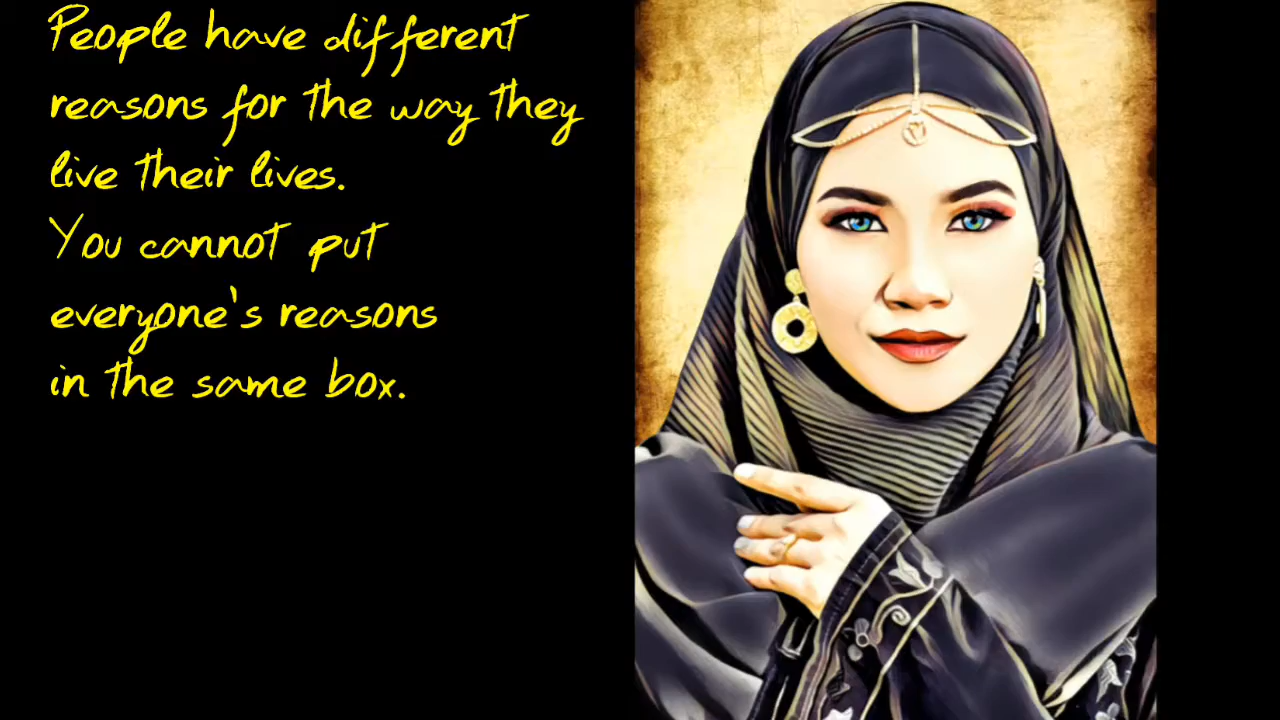 People have different
reasons for the way they
live their lives.
You cannot put
everyone's reasons
in the same box.